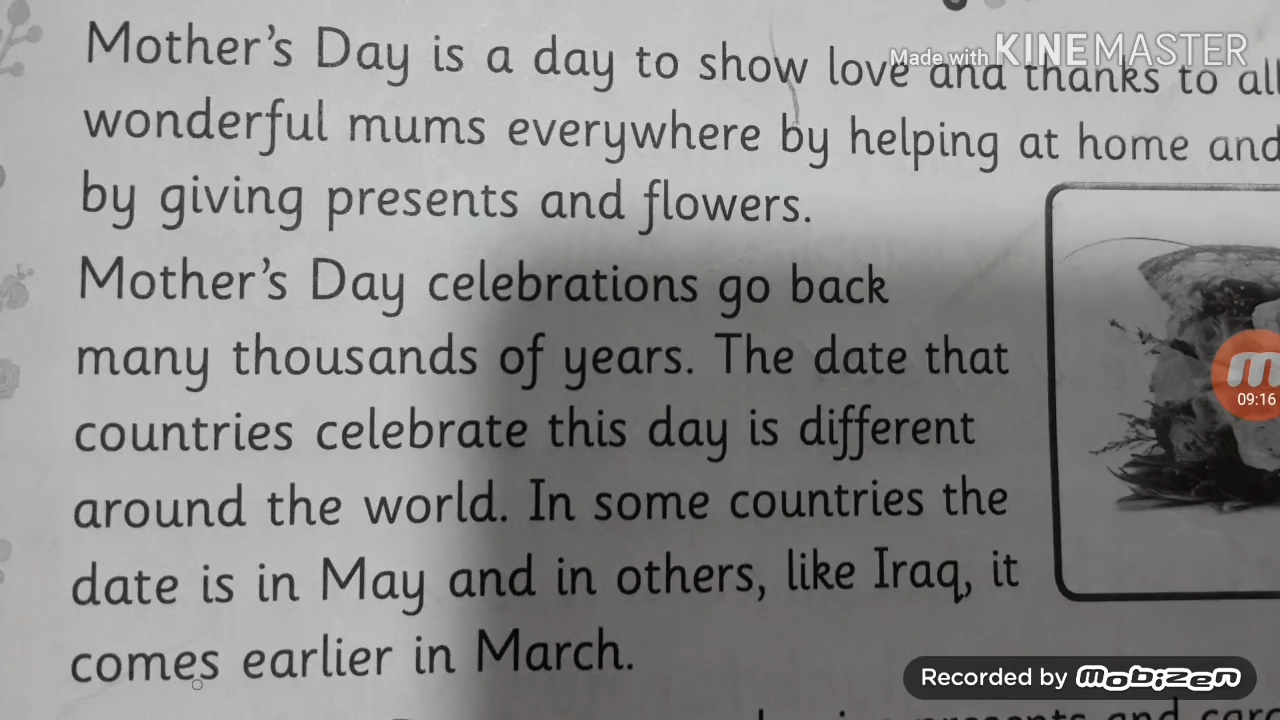 Mother's Day is a day to show love and thanks to all
wonderful mums everywhere by helping at home and
by giving presents and flowers.
Mother's Day celebrations go back
many thousands of years. The date that
countries celebrate this day is different
around the world. In some countries the
date is in May and in others, like Iraq, it
comes earlier in March.
presents and
Made with KINEMASTER
09:16
Recorded by mobizen